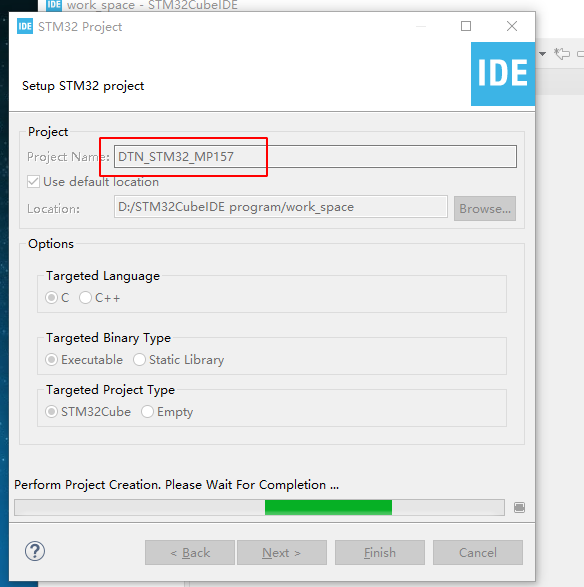 IDE work_space - STM32CubeIDE
IDE STM32 Project
Setup STM32 project
IDE
Project
Project Name: DTN_STM32_MP157
Use default location
Location: D:/STM32CubeIDE program/work_space Browse...
Options
Targeted Language
C C++
Targeted Binary Type
Executable Static Library
Targeted Project Type
STM32Cube Empty
Perform Project Creation. Please Wait For Completion ...
? < Back Next > Finish Cancel